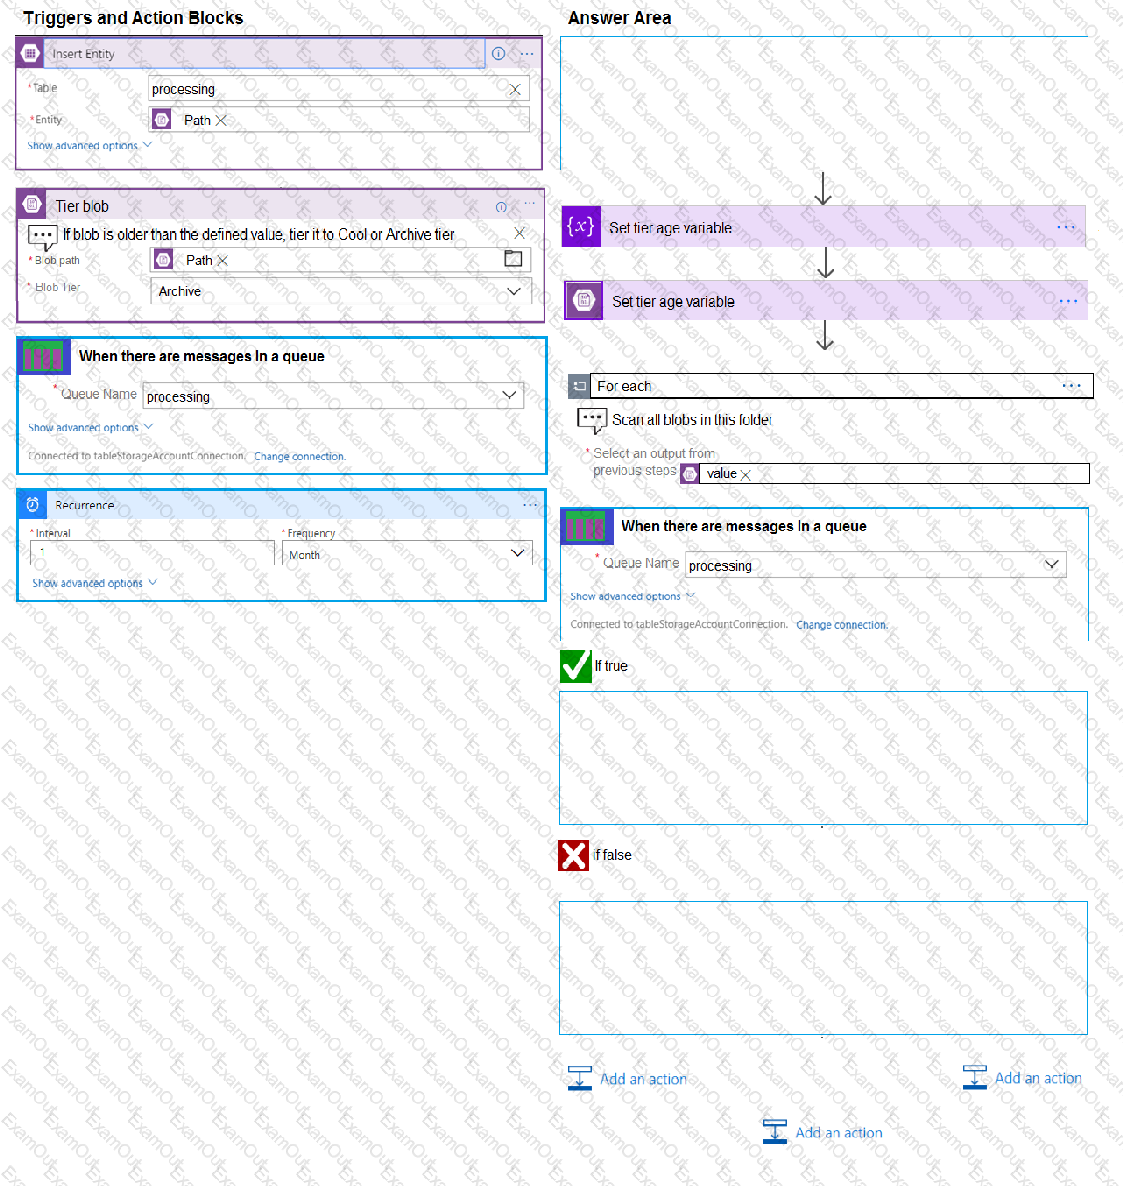 Triggers and Action Blocks
Insert Entity
* Table
processing
* Entity
Path
Show advanced options
Tier blob
If blob is older than the defined value, tier it to Cool or Archive tier
* Blob path
Path
* Blob Tier
Archive
When there are messages In a queue
* Queue Name
processing
Show advanced options
Connected to tableStorageAccountConnection. Change connection.
Recurrence
* Interval
* Frequency
Month
Show advanced options
Answer Area
{x} Set tier age variable
Set tier age variable
For each
Scan all blobs in this folder
* Select an output from
previous steps
value
When there are messages In a queue
* Queue Name
processing
Show advanced options
Connected to tableStorageAccountConnection. Change connection.
If true
if false
Add an action
Add an action
Add an action